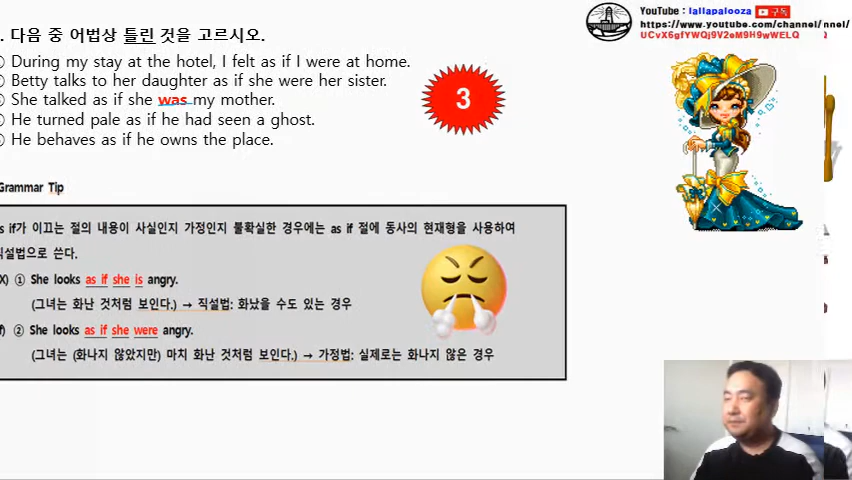 . 다음 중 어법상 틀린 것을 고르시오.
) During my stay at the hotel, I felt as if I were at home.
) Betty talks to her daughter as if she were her sister.
) She talked as if she was my mother.
) He turned pale as if he had seen a ghost.
) He behaves as if he owns the place.
3
YouTube : lallapalooza 구독
https://www.youtube.com/channel/nnel/
UCvX6gfYWQj9V2eM9H9wWELQ
Grammar Tip
s if가 이끄는 절의 내용이 사실인지 가정인지 불확실한 경우에는 as if 절에 동사의 현재형을 사용하여
직설법으로 쓴다.
X) ① She looks as if she is angry.
(그녀는 화난 것처럼 보인다.) → 직설법: 화났을 수도 있는 경우
f) ② She looks as if she were angry.
(그녀는 (화나지 않았지만) 마치 화난 것처럼 보인다.) → 가정법: 실제로는 화나지 않은 경우